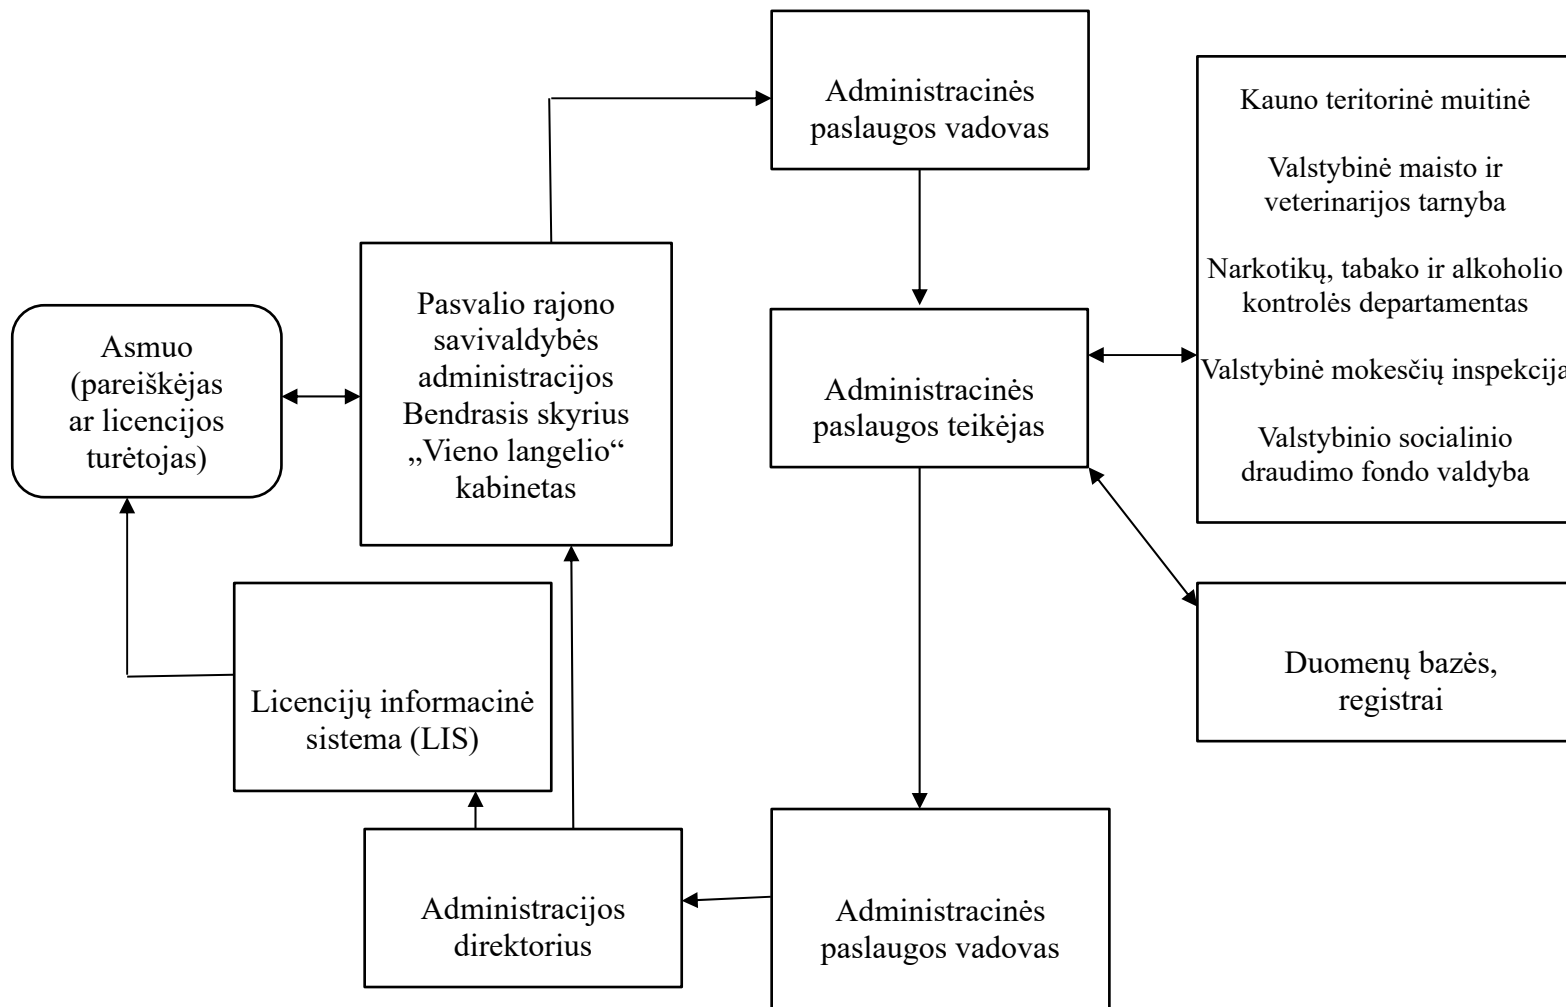 Administracinės
paslaugos vadovas
Kauno teritorinė muitinė
Valstybinė maisto ir
veterinarijos tarnyba
Narkotikų, tabako ir alkoholio
kontrolės departamentas
Valstybinė mokesčių inspekcija
Valstybinio socialinio
draudimo fondo valdyba
Pasvalio rajono
savivaldybės
administracijos
Bendrasis skyrius
„Vieno langelio“
kabinetas
Asmuo
(pareiškėjas
ar licencijos
turėtojas)
Administracinės
paslaugos teikėjas
Licencijų informacinė
sistema (LIS)
Duomenų bazės,
registrai
Administracijos
direktorius
Administracinės
paslaugos vadovas